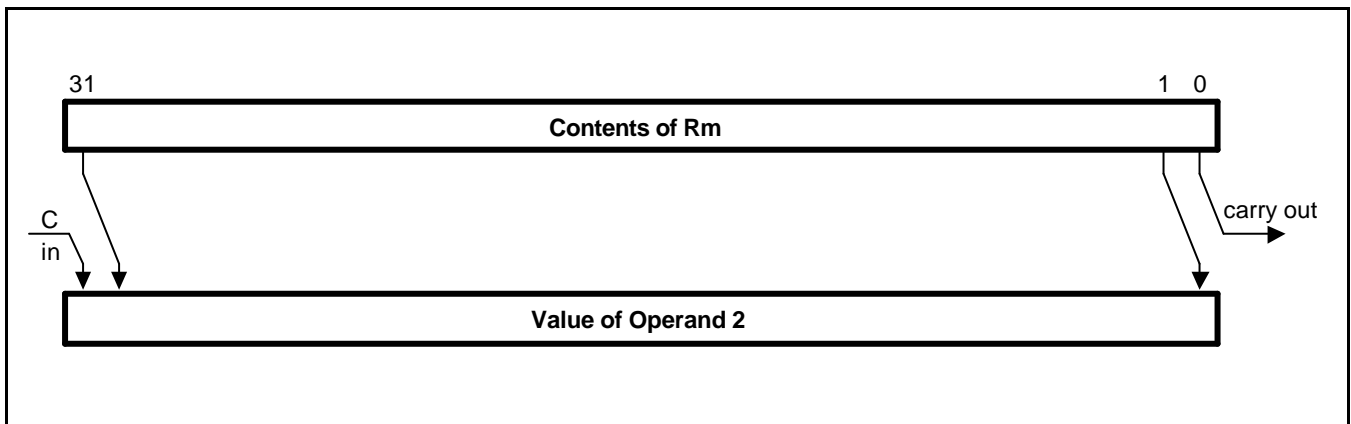 31 1 0
Contents of Rm
C
in
carry out
Value of Operand 2